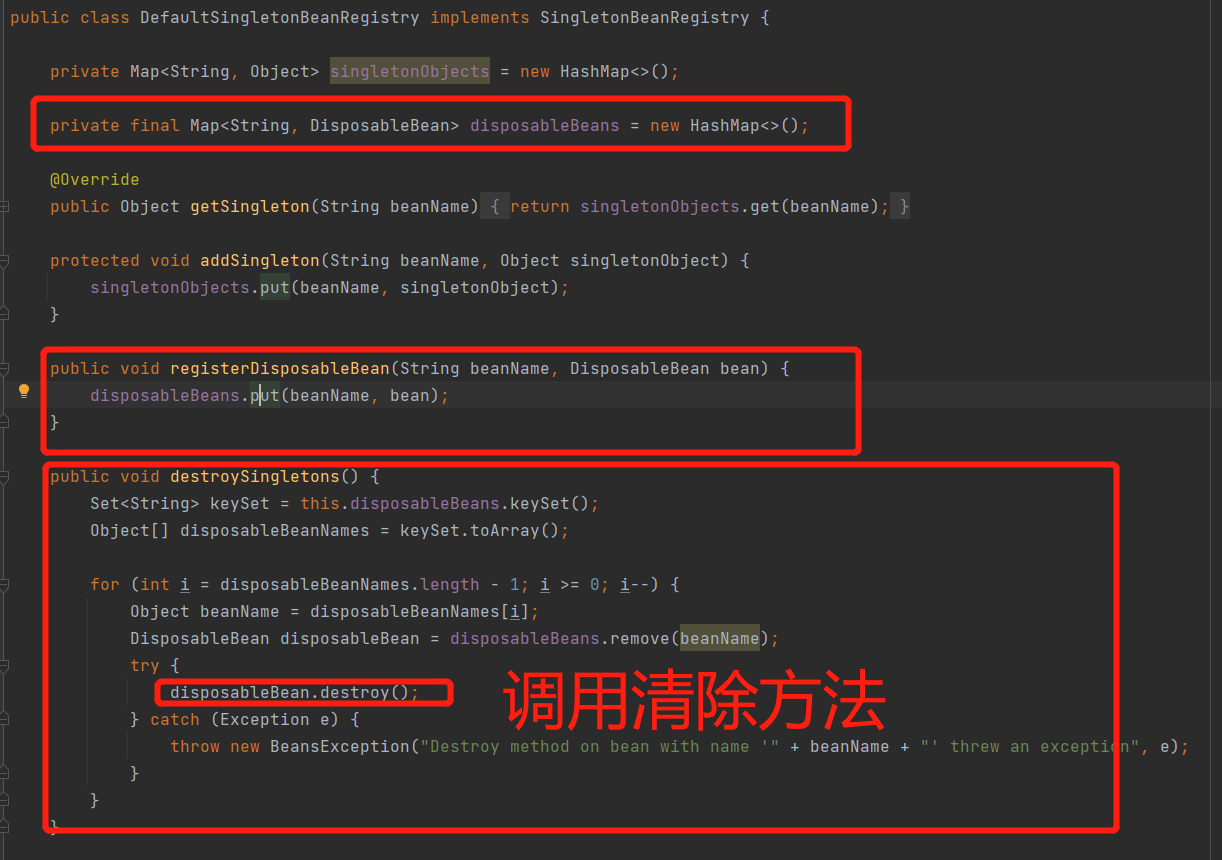 public class DefaultSingletonBeanRegistry implements SingletonBeanRegistry {
private Map<String, Object> singletonObjects = new HashMap<>();
private final Map<String, DisposableBean> disposableBeans = new HashMap<>();
@Override
public Object getSingleton(String beanName) { return singletonObjects.get(beanName); }
protected void addSingleton(String beanName, Object singletonObject) {
singletonObjects.put(beanName, singletonObject);
}
public void registerDisposableBean(String beanName, DisposableBean bean) {
disposableBeans.put(beanName, bean);
}
public void destroySingletons() {
Set<String> keySet = this.disposableBeans.keySet();
Object[] disposableBeanNames = keySet.toArray();
for (int i = disposableBeanNames.length - 1; i >= 0; i--) {
Object beanName = disposableBeanNames[i];
DisposableBean disposableBean = disposableBeans.remove(beanName);
try {
disposableBean.destroy();
调用清除方法
} catch (Exception e) {
throw new BeansException("Destroy method on bean with name '" + beanName + "' threw an exception", e);
}
}
}